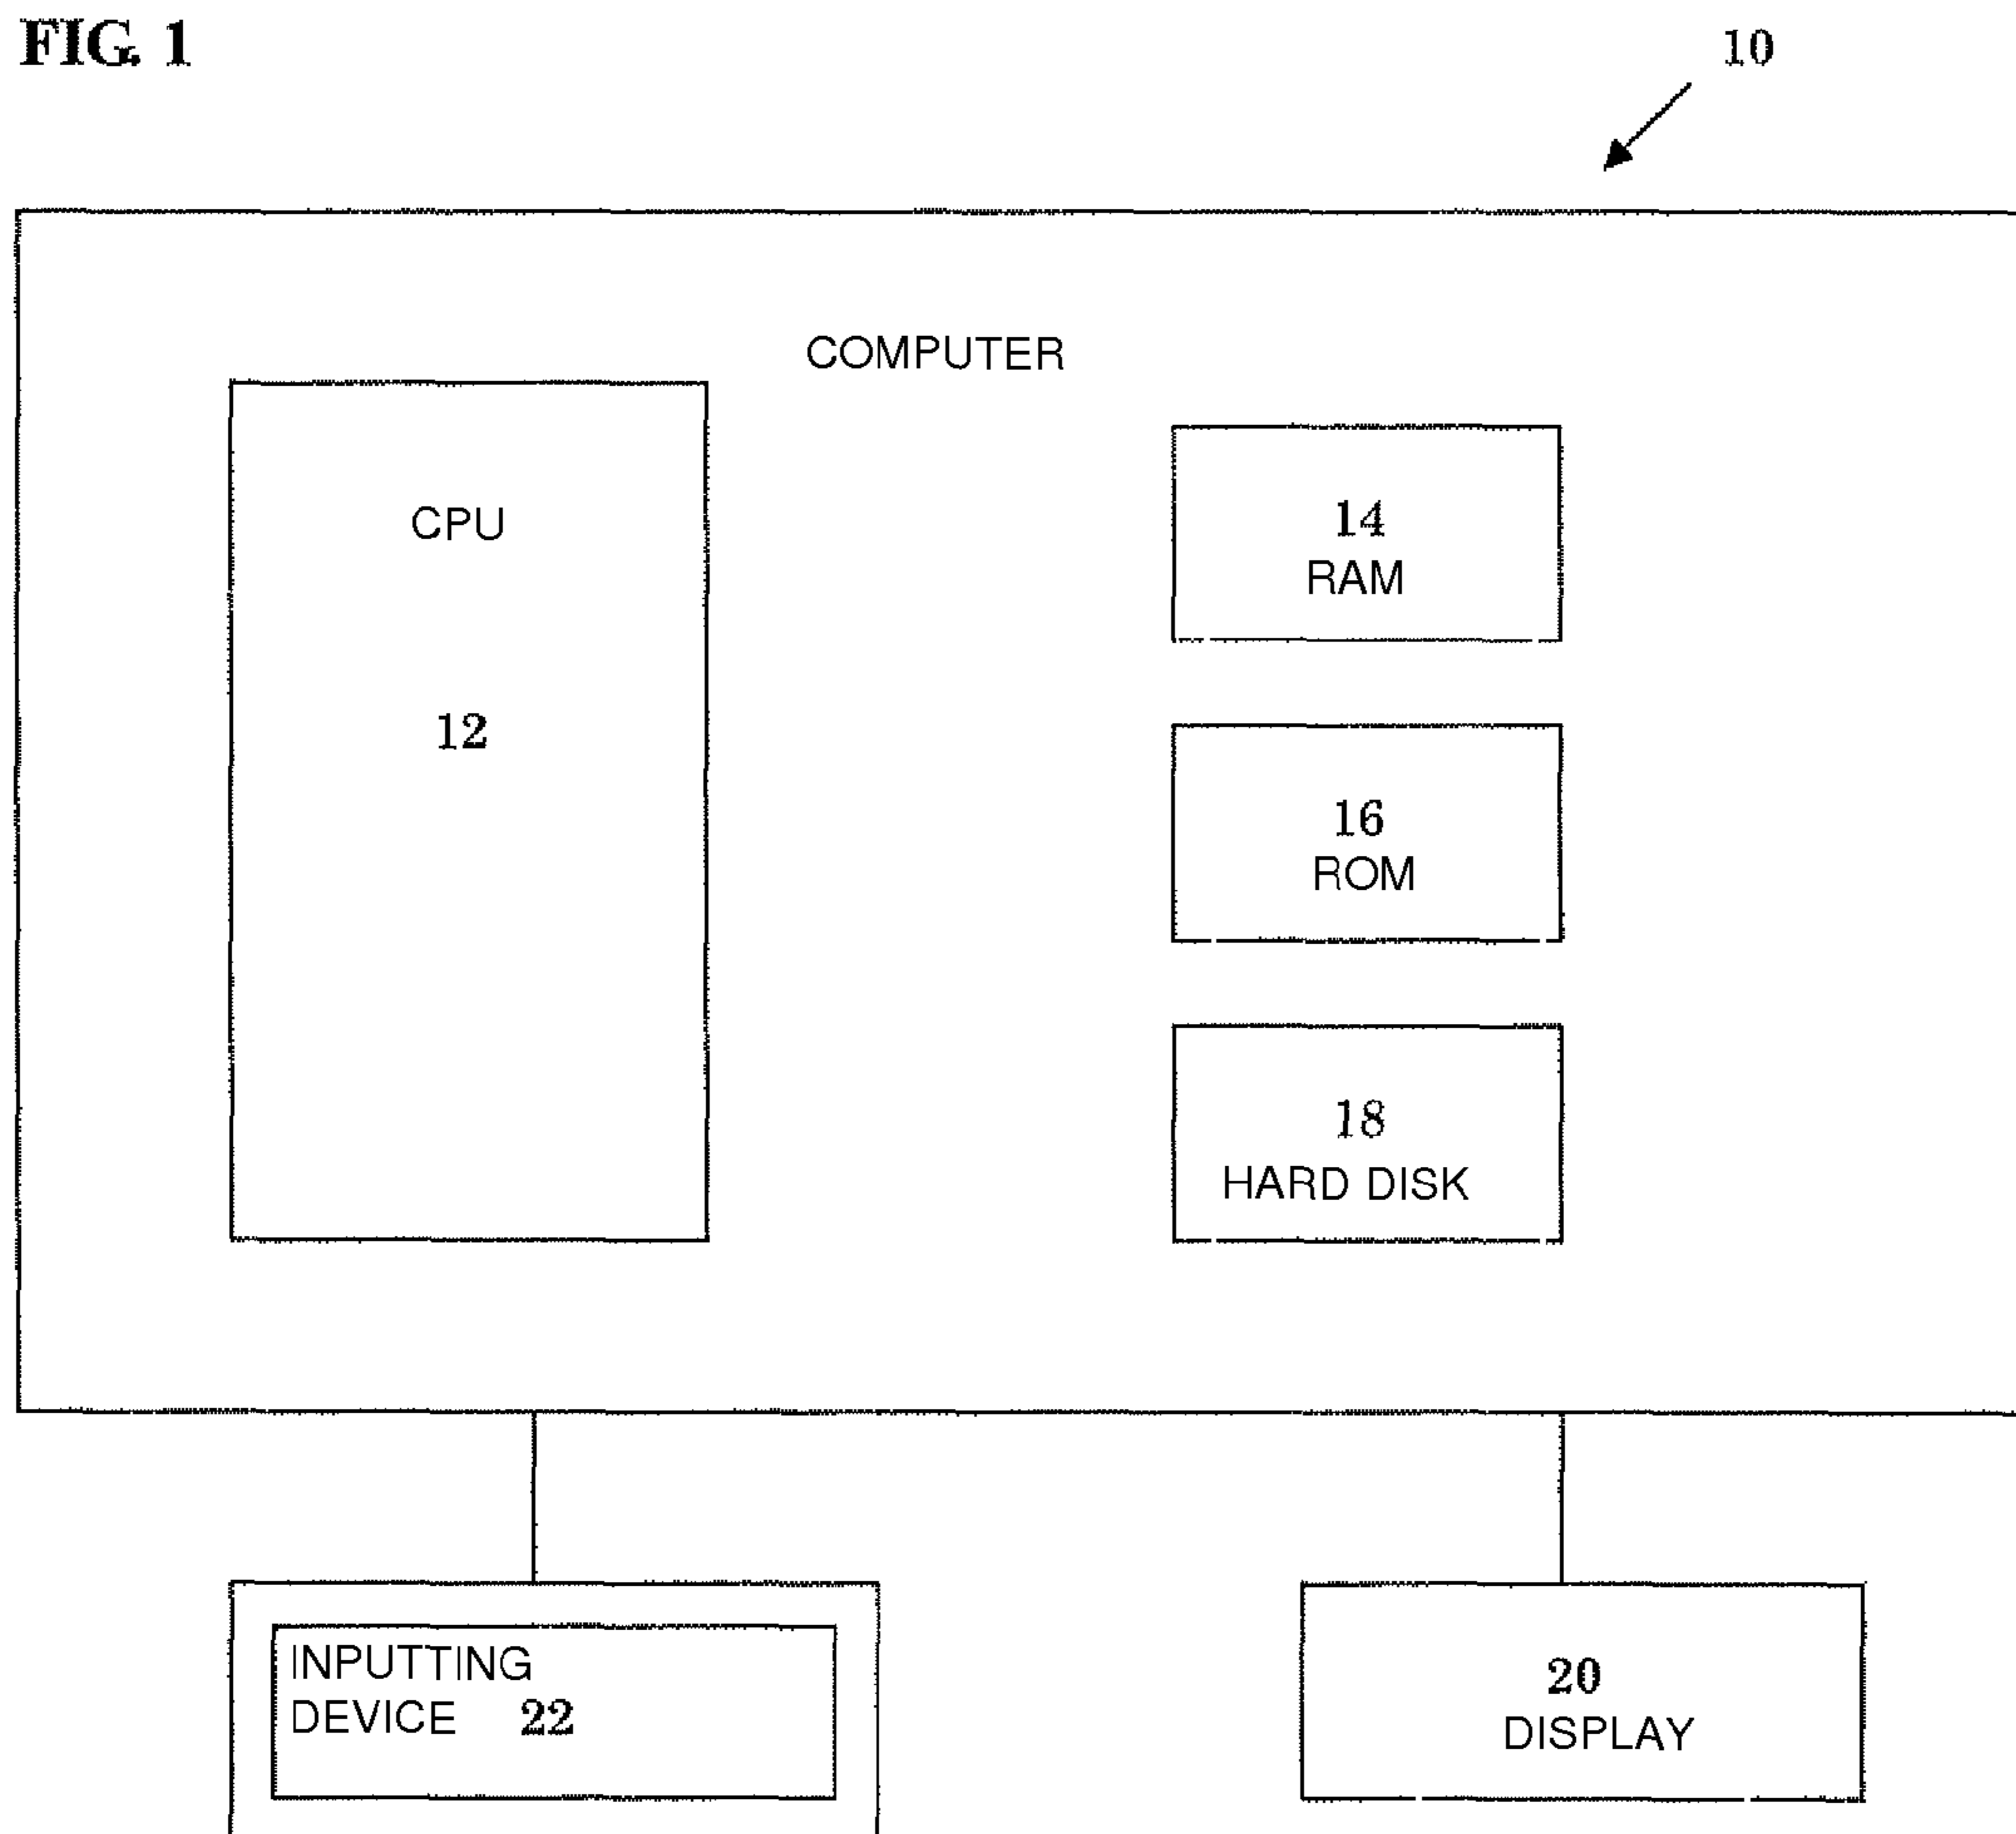 FIG. 1
10
COMPUTER
CPU
12
14
RAM
16
ROM
18
HARD DISK
INPUTTING
DEVICE 22
20
DISPLAY